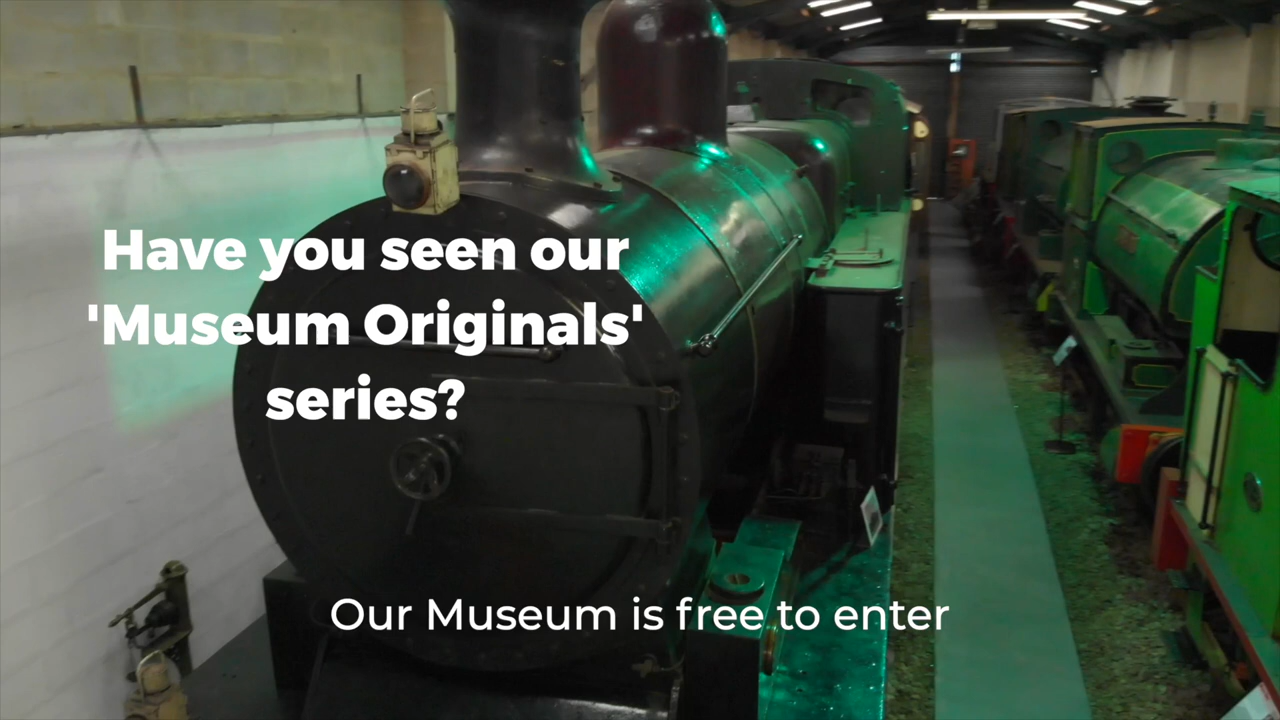 Have you seen our
'Museum Originals'
series?
Our Museum is free to enter